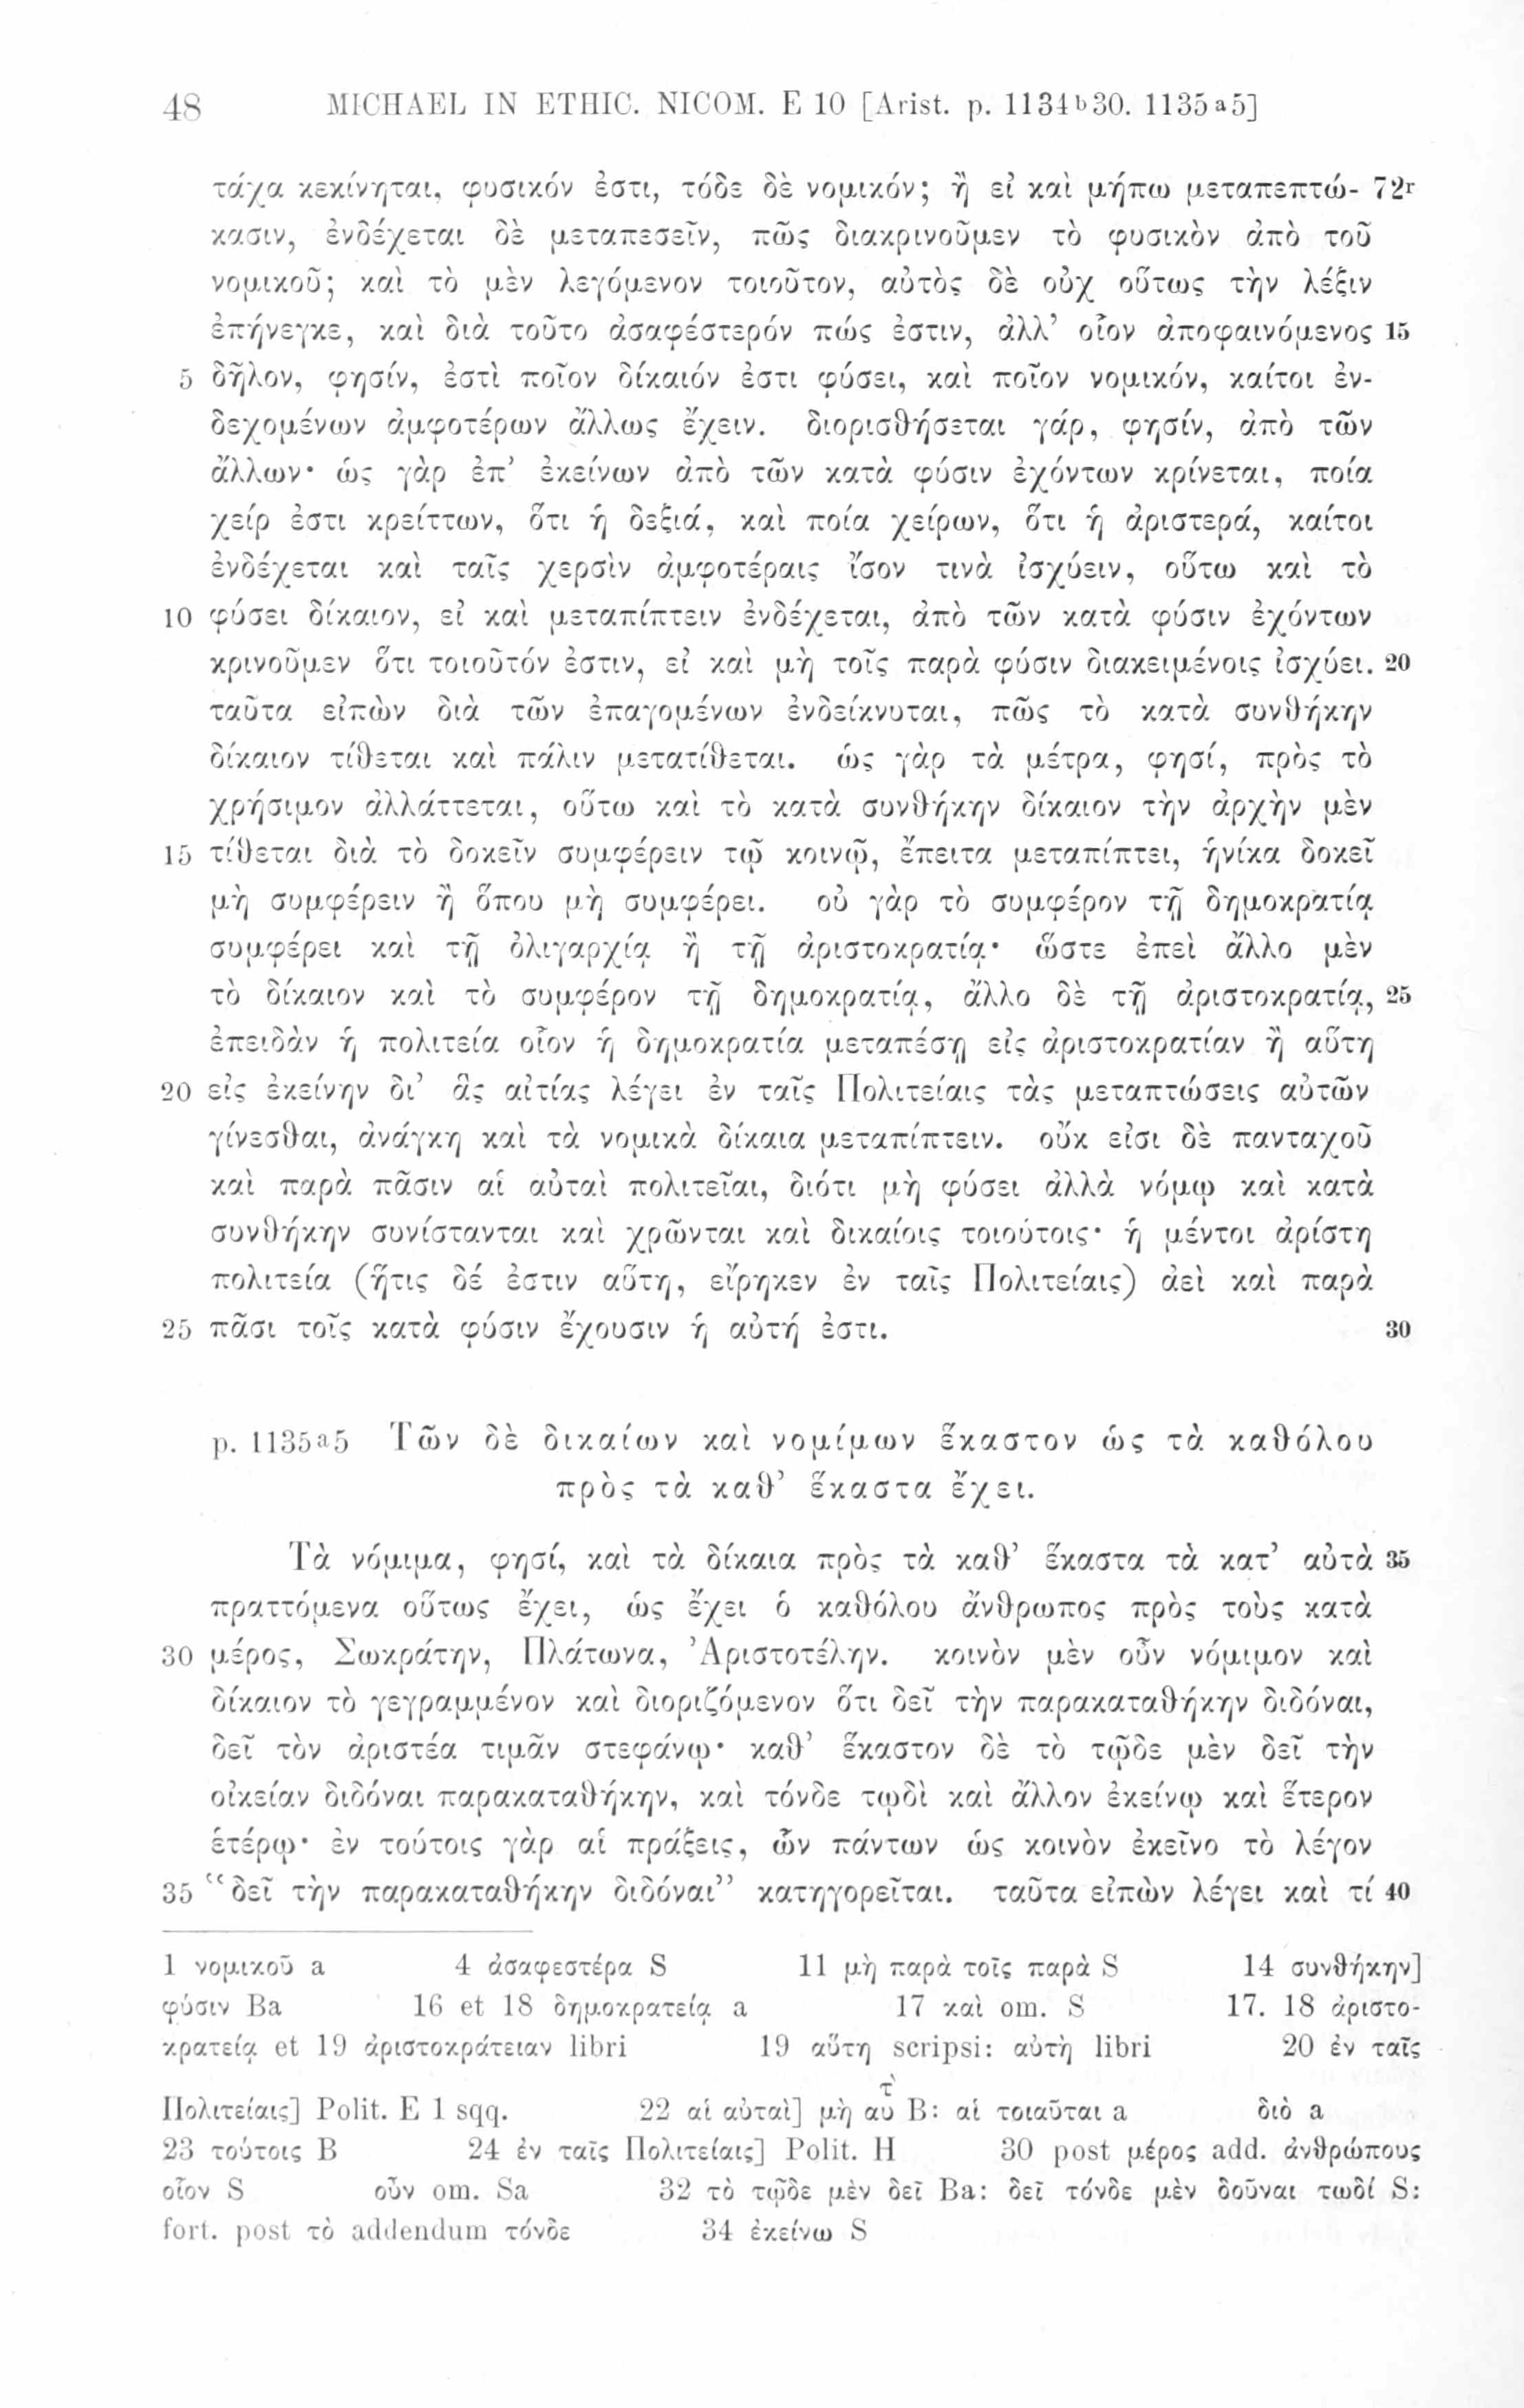 48 MICHAEL IN ETHIC. NICOM. E 10 [Arist. p. 1134ᵇ30. 1135ᵃ5]
τάχα κεκίνηται, φυσικόν ἐστι, τόδε δὲ νομικόν; ἢ εἰ καὶ μήπω μεταπεπτώ- 72r
κασιν, ἐνδέχεται δὲ μεταπεσεῖν, πῶς διακρινοῦμεν τὸ φυσικὸν ἀπὸ τοῦ
νομικοῦ; καὶ τὸ μὲν λεγόμενον τοιοῦτον, αὐτὸς δὲ οὐχ οὕτως τὴν λέξιν
ἐπήνεγκε, καὶ διὰ τοῦτο ἀσαφέστερόν πώς ἐστιν, ἀλλ' οἷον ἀποφαινόμενος 15
5 δῆλον, φησίν, ἐστὶ ποῖον δίκαιόν ἐστι φύσει, καὶ ποῖον νομικόν, καίτοι ἐν-
δεχομένων ἀμφοτέρων ἄλλως ἔχειν. διορισθήσεται γάρ, φησίν, ἀπὸ τῶν
ἄλλων· ὡς γὰρ ἐπ' ἐκείνων ἀπὸ τῶν κατὰ φύσιν ἐχόντων κρίνεται, ποία
χείρ ἐστι κρείττων, ὅτι ἡ δεξιά, καὶ ποία χείρων, ὅτι ἡ ἀριστερά, καίτοι
ἐνδέχεται καὶ ταῖς χερσὶν ἀμφοτέραις ἴσον τινὰ ἰσχύειν, οὕτω καὶ τὸ
10 φύσει δίκαιον, εἰ καὶ μεταπίπτειν ἐνδέχεται, ἀπὸ τῶν κατὰ φύσιν ἐχόντων
κρινοῦμεν ὅτι τοιοῦτόν ἐστιν, εἰ καὶ μὴ τοῖς παρὰ φύσιν διακειμένοις ἰσχύει. 20
ταῦτα εἰπὼν διὰ τῶν ἐπαγομένων ἐνδείκνυται, πῶς τὸ κατὰ συνθήκην
δίκαιον τίθεται καὶ πάλιν μετατίθεται. ὡς γὰρ τὰ μέτρα, φησί, πρὸς τὸ
χρήσιμον ἀλλάττεται, οὕτω καὶ τὸ κατὰ συνθήκην δίκαιον τὴν ἀρχὴν μὲν
15 τίθεται διὰ τὸ δοκεῖν συμφέρειν τῷ κοινῷ, ἔπειτα μεταπίπτει, ἡνίκα δοκεῖ
μὴ συμφέρειν ἢ ὅπου μὴ συμφέρει. οὐ γὰρ τὸ συμφέρον τῇ δημοκρατίᾳ
συμφέρει καὶ τῇ ὀλιγαρχίᾳ ἢ τῇ ἀριστοκρατίᾳ· ὥστε ἐπεὶ ἄλλο μὲν
τὸ δίκαιον καὶ τὸ συμφέρον τῇ δημοκρατίᾳ, ἄλλο δὲ τῇ ἀριστοκρατίᾳ, 25
ἐπειδὰν ἡ πολιτεία οἷον ἡ δημοκρατία μεταπέσῃ εἰς ἀριστοκρατίαν ἢ αὕτη
20 εἰς ἐκείνην δι' ἃς αἰτίας λέγει ἐν ταῖς Πολιτείαις τὰς μεταπτώσεις αὐτῶν
γίνεσθαι, ἀνάγκη καὶ τὰ νομικὰ δίκαια μεταπίπτειν. οὔκ εἰσι δὲ πανταχοῦ
καὶ παρὰ πᾶσιν αἱ αὐταὶ πολιτεῖαι, διότι μὴ φύσει ἀλλὰ νόμῳ καὶ κατὰ
συνθήκην συνίστανται καὶ χρῶνται καὶ δικαίοις τοιούτοις· ἡ μέντοι ἀρίστη
πολιτεία (ἥτις δέ ἐστιν αὕτη, εἴρηκεν ἐν ταῖς Πολιτείαις) ἀεὶ καὶ παρὰ
25 πᾶσι τοῖς κατὰ φύσιν ἔχουσιν ἡ αὐτή ἐστι. 30
p. 1135ᵃ5 Τῶν δὲ δικαίων καὶ νομίμων ἕκαστον ὡς τὰ καθόλου
πρὸς τὰ καθ' ἕκαστα ἔχει.
Τὰ νόμιμα, φησί, καὶ τὰ δίκαια πρὸς τὰ καθ' ἕκαστα τὰ κατ' αὐτὰ 35
πραττόμενα οὕτως ἔχει, ὡς ἔχει ὁ καθόλου ἄνθρωπος πρὸς τοὺς κατὰ
30 μέρος, Σωκράτην, Πλάτωνα, Ἀριστοτέλην. κοινὸν μὲν οὖν νόμιμον καὶ
δίκαιον τὸ γεγραμμένον καὶ διοριζόμενον ὅτι δεῖ τὴν παρακαταθήκην διδόναι,
δεῖ τὸν ἀριστέα τιμᾶν στεφάνῳ· καθ' ἕκαστον δὲ τὸ τῷδε μὲν δεῖ τὴν
οἰκείαν διδόναι παρακαταθήκην, καὶ τόνδε τῳδὶ καὶ ἄλλον ἐκείνῳ καὶ ἕτερον
ἑτέρῳ· ἐν τούτοις γὰρ αἱ πράξεις, ὧν πάντων ὡς κοινὸν ἐκεῖνο τὸ λέγον
35 “δεῖ τὴν παρακαταθήκην διδόναι” κατηγορεῖται. ταῦτα εἰπὼν λέγει καὶ τί 40
1 νομικοῦ a 4 ἀσαφεστέρα S 11 μὴ παρὰ τοῖς παρὰ S 14 συνθήκην]
φύσιν Ba 16 et 18 δημοκρατείᾳ a 17 καὶ om. S 17. 18 ἀριστο-
κρατείᾳ et 19 ἀριστοκράτειαν libri 19 αὕτη scripsi: αὐτὴ libri 20 ἐν ταῖς
Πολιτείαις] Polit. E 1 sqq. 22 αἱ αὐταὶ] μὴ αὐτ̀ B: αἱ τοιαῦται a διὸ a
23 τούτοις B 24 ἐν ταῖς Πολιτείαις] Polit. H 30 post μέρος add. ἀνθρώπους
οἷον S οὖν om. Sa 32 τὸ τῷδε μὲν δεῖ Ba: δεῖ τόνδε μὲν δοῦναι τωδί S:
fort. post τὸ addendum τόνδε 34 ἐκείνω S